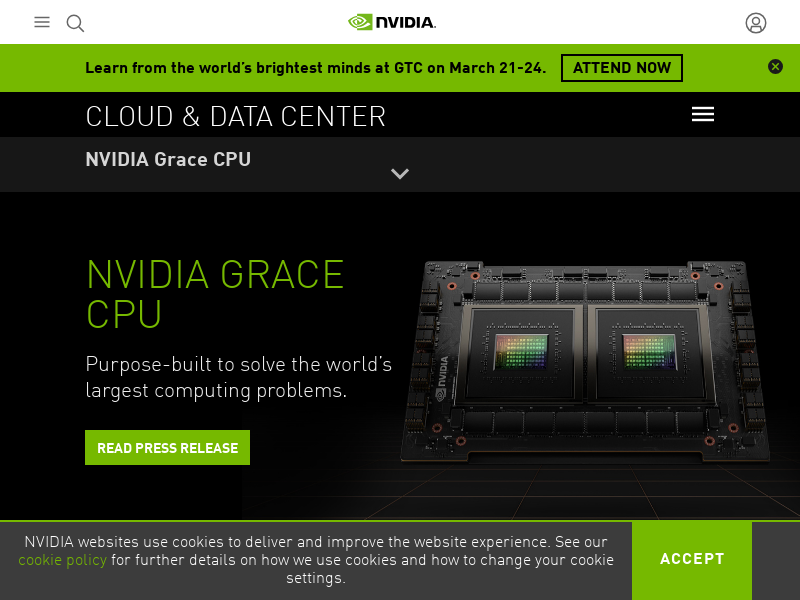 NVIDIA.
Learn from the world's brightest minds at GTC on March 21-24. ATTEND NOW
CLOUD & DATA CENTER
NVIDIA Grace CPU
NVIDIA GRACE
CPU
Purpose-built to solve the world's
largest computing problems.
READ PRESS RELEASE
NVIDIA
NVIDIA websites use cookies to deliver and improve the website experience. See our
cookie policy for further details on how we use cookies and how to change your cookie
settings.
ACCEPT